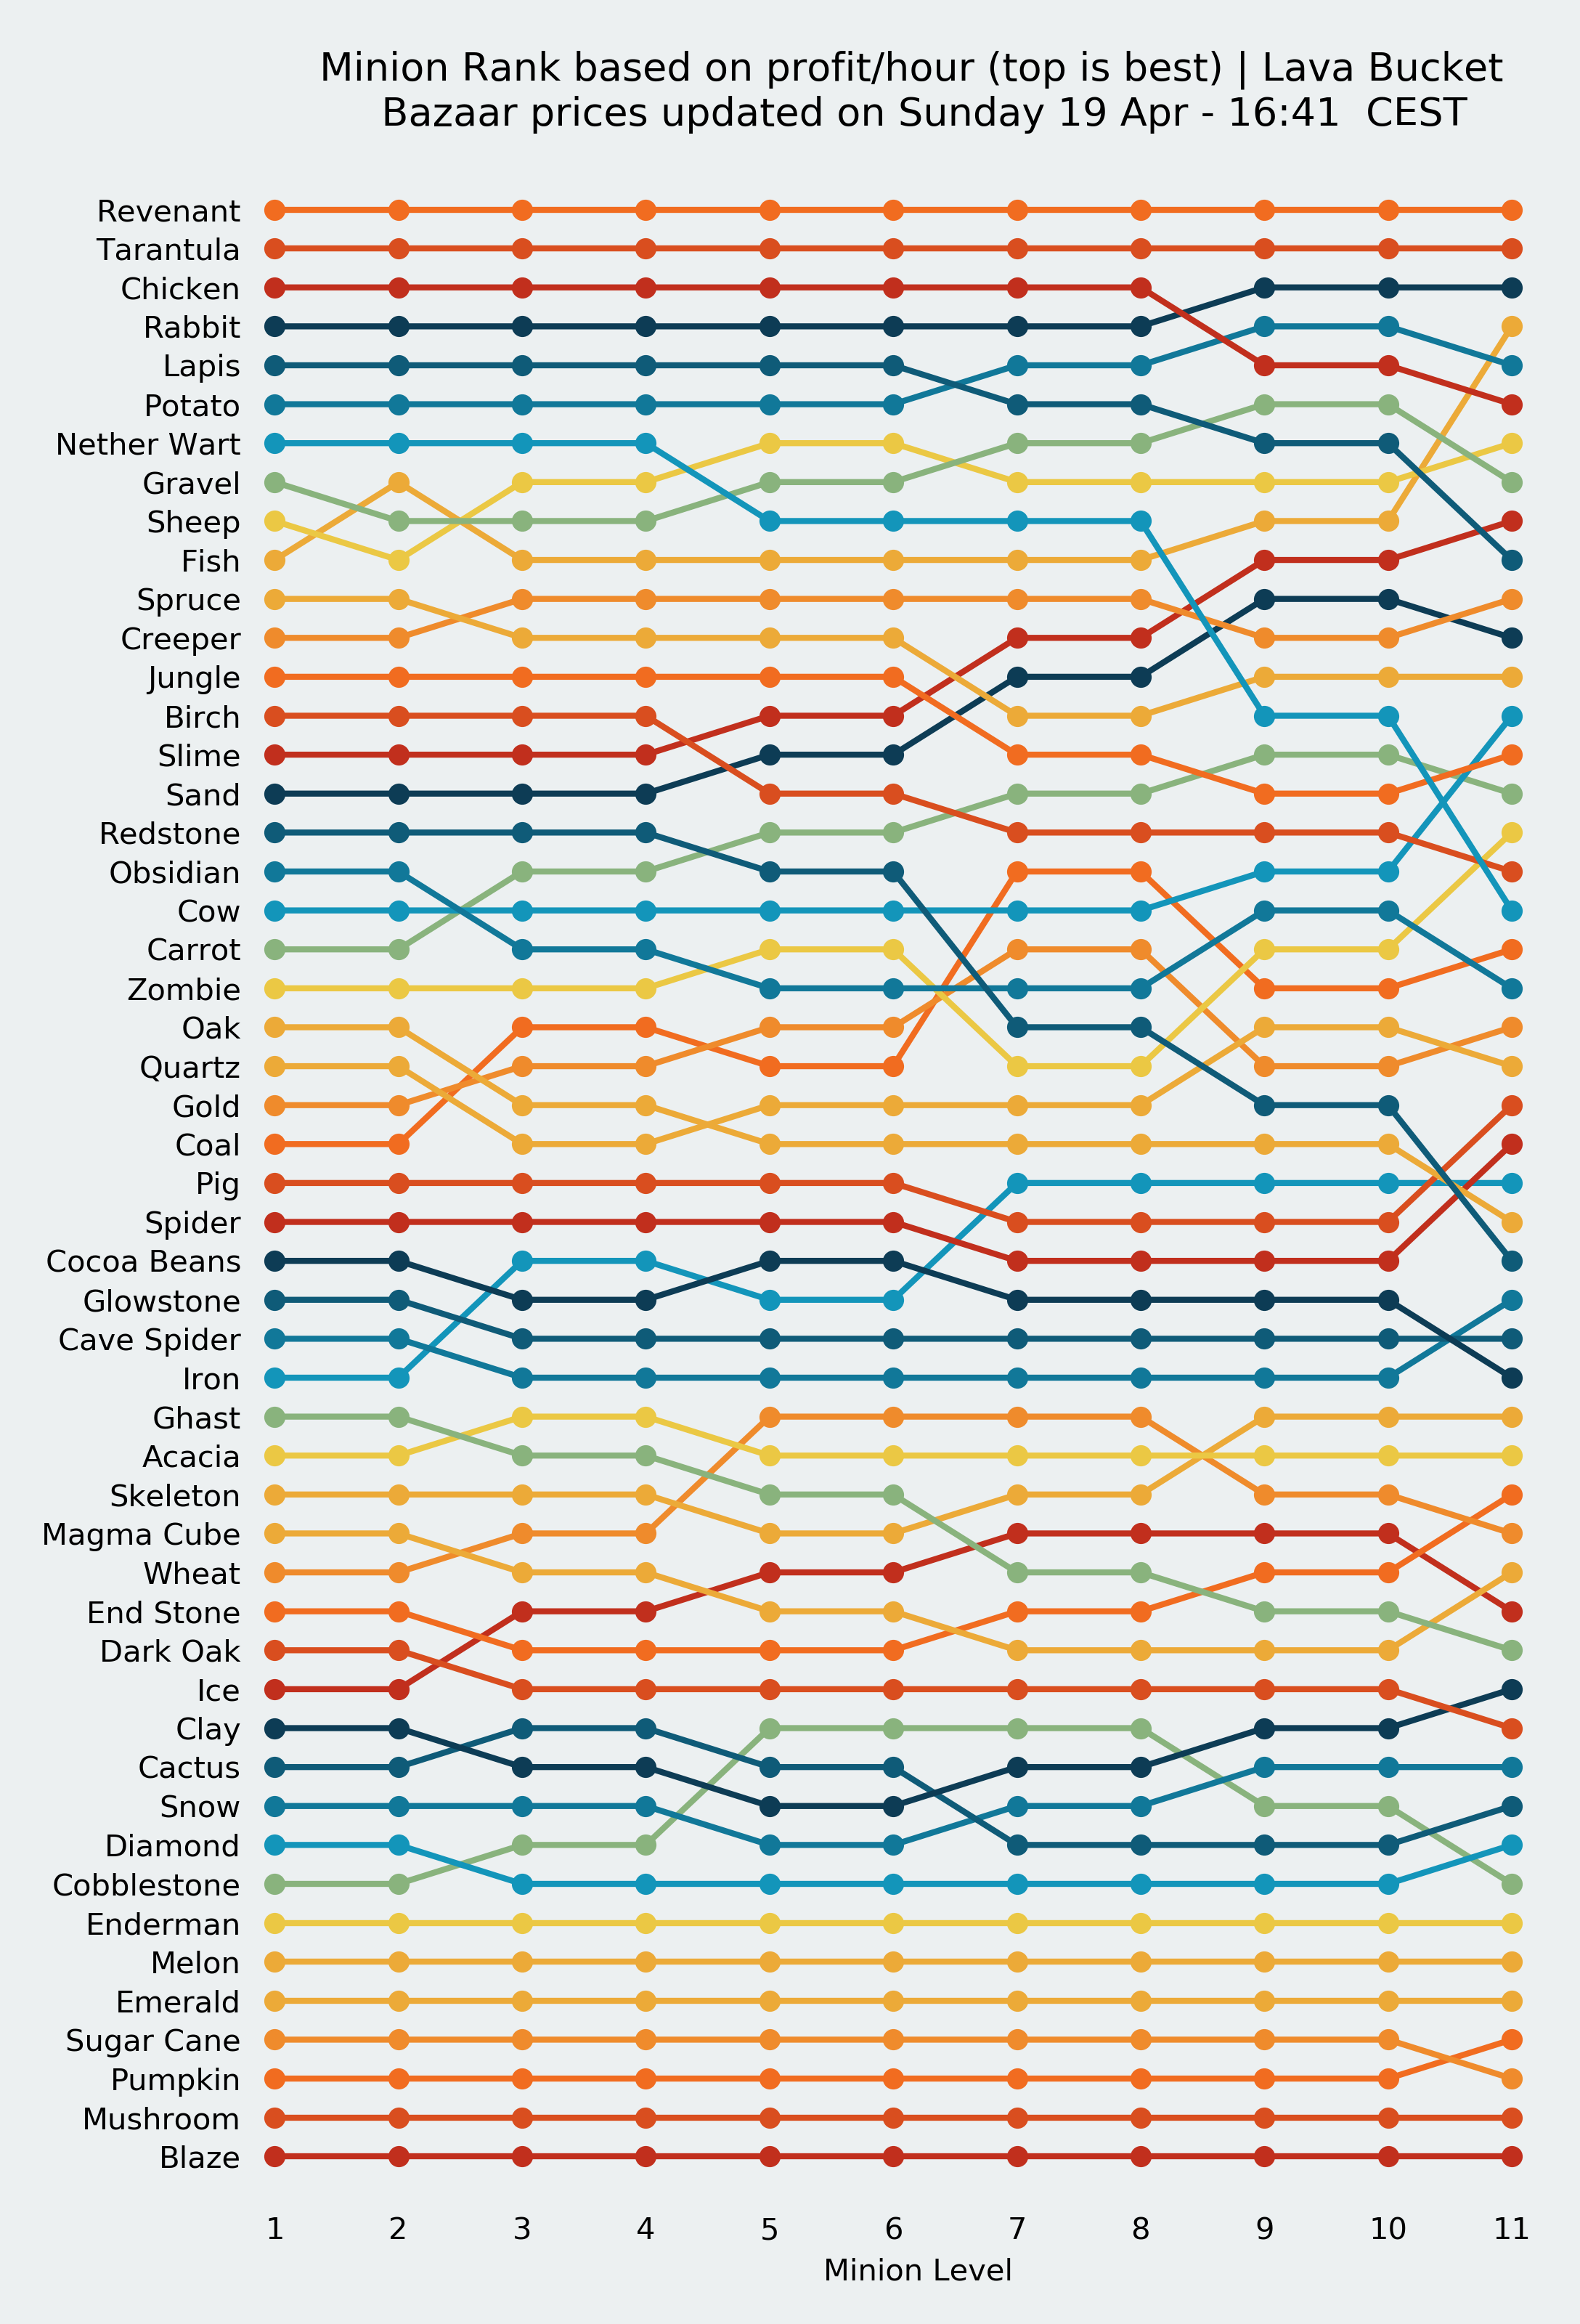 Minion Rank based on profit/hour (top is best) | Lava Bucket
Bazaar prices updated on Sunday 19 Apr - 16:41  CEST
Revenant
Tarantula
Chicken
Rabbit
Lapis
Potato
Nether Wart
Gravel
Sheep
Fish
Spruce
Creeper
Jungle
Birch
Slime
Sand
Redstone
Obsidian
Cow
Carrot
Zombie
Oak
Quartz
Gold
Coal
Pig
Spider
Cocoa Beans
Glowstone
Cave Spider
Iron
Ghast
Acacia
Skeleton
Magma Cube
Wheat
End Stone
Dark Oak
Ice
Clay
Cactus
Snow
Diamond
Cobblestone
Enderman
Melon
Emerald
Sugar Cane
Pumpkin
Mushroom
Blaze
1 2 3 4 5 6 7 8 9 10 11
Minion Level